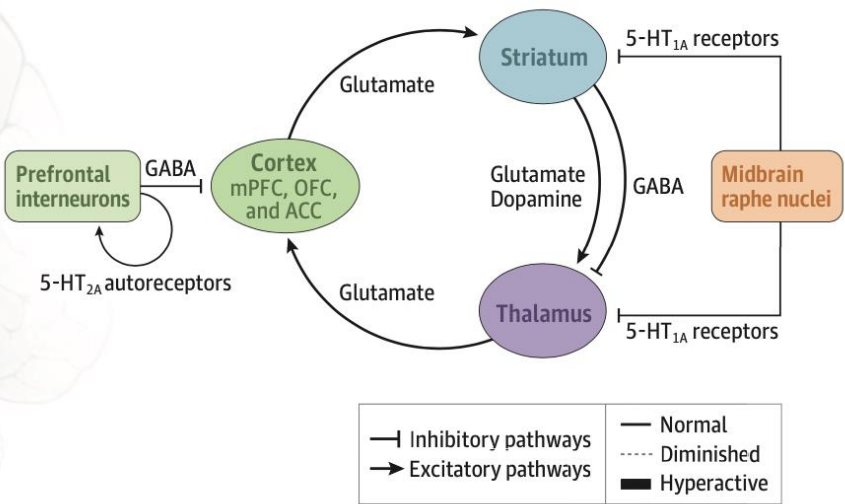 5-HT1A receptors
Striatum
Glutamate
Prefrontal
interneurons
GABA
Cortex
mPFC, OFC,
and ACC
Glutamate
Dopamine
GABA
Midbrain
raphe nuclei
5-HT2A autoreceptors
Glutamate
Thalamus
5-HT1A receptors
Inhibitory pathways
Excitatory pathways
Normal
Diminished
Hyperactive